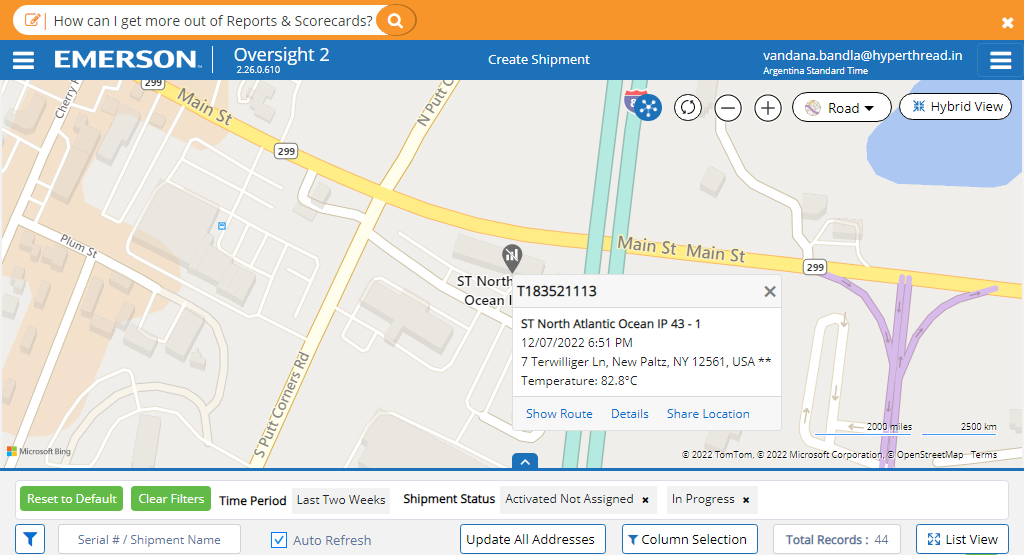 How can I get more out of Reports & Scorecards?
EMERSON
Oversight 2
2.26.0.610
Create Shipment
vandana.bandla@hyperthread.in
Argentina Standard Time
299
Cherry
Main St
N Putt
Road
Hybrid View
299
Plum St
S Putt Corners Rd
Main St Main St
299
ST North
Ocean
T183521113
ST North Atlantic Ocean IP 43 - 1
12/07/2022 6:51 PM
7 Terwilliger Ln, New Paltz, NY 12561, USA **
Temperature: 82.8°C
Show Route Details Share Location
2000 miles 2500 km
Microsoft Bing
© 2022 TomTom, © 2022 Microsoft Corporation, © OpenStreetMap Terms
Reset to Default Clear Filters Time Period Last Two Weeks Shipment Status Activated Not Assigned × In Progress ×
Serial # / Shipment Name Auto Refresh Update All Addresses Column Selection Total Records : 44 List View